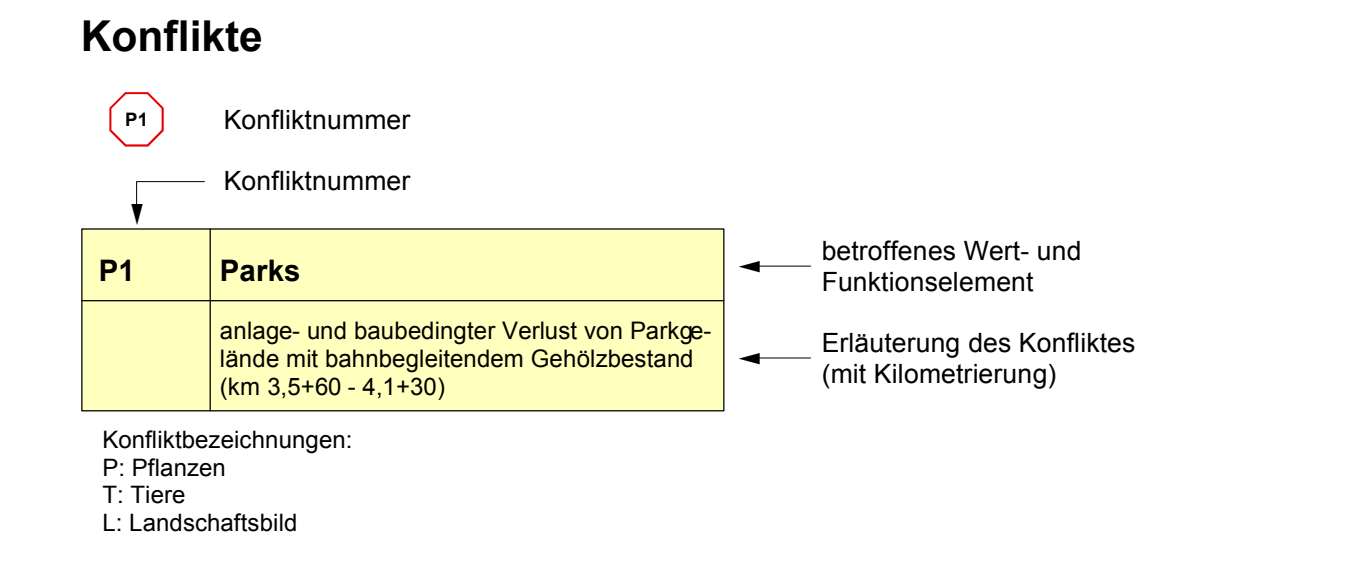 Konflikte
P1
Konfliktnummer
Konfliktnummer
P1
Parks
betroffenes Wert- und
Funktionselement
anlage- und baubedingter Verlust von Parkge-
lände mit bahnbegleitendem Gehölzbestand
(km 3,5+60 - 4,1+30)
Erläuterung des Konfliktes
(mit Kilometrierung)
Konfliktbezeichnungen:
P: Pflanzen
T: Tiere
L: Landschaftsbild